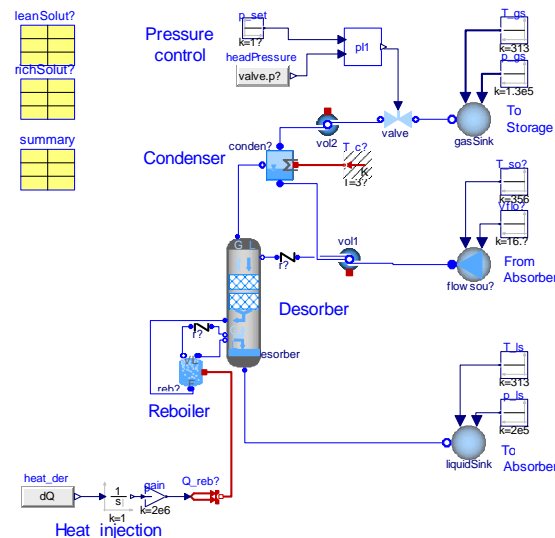 leanSolut?
richSolut?
summary
Pressure
control
p_set
k=1?
headPressure
valve.p?
pI1
T_gs
k=313
p_gs
k=1.3e5
To
Storage
gasSink
valve
vol2
Condenser
conden?
T_c?
K
T=3?
T_so?
k=356
Vflo?
k=16.?
From
Absorber
flowsou?
vol1
G L
r?
Desorber
esorber
r?
V L
F
reb?
Reboiler
T_ls
k=313
p_ls
k=2e5
To
Absorber
liquidSink
heat_der
dQ
1
s
k=1
gain
k=2e6
Q_reb?
Heat injection